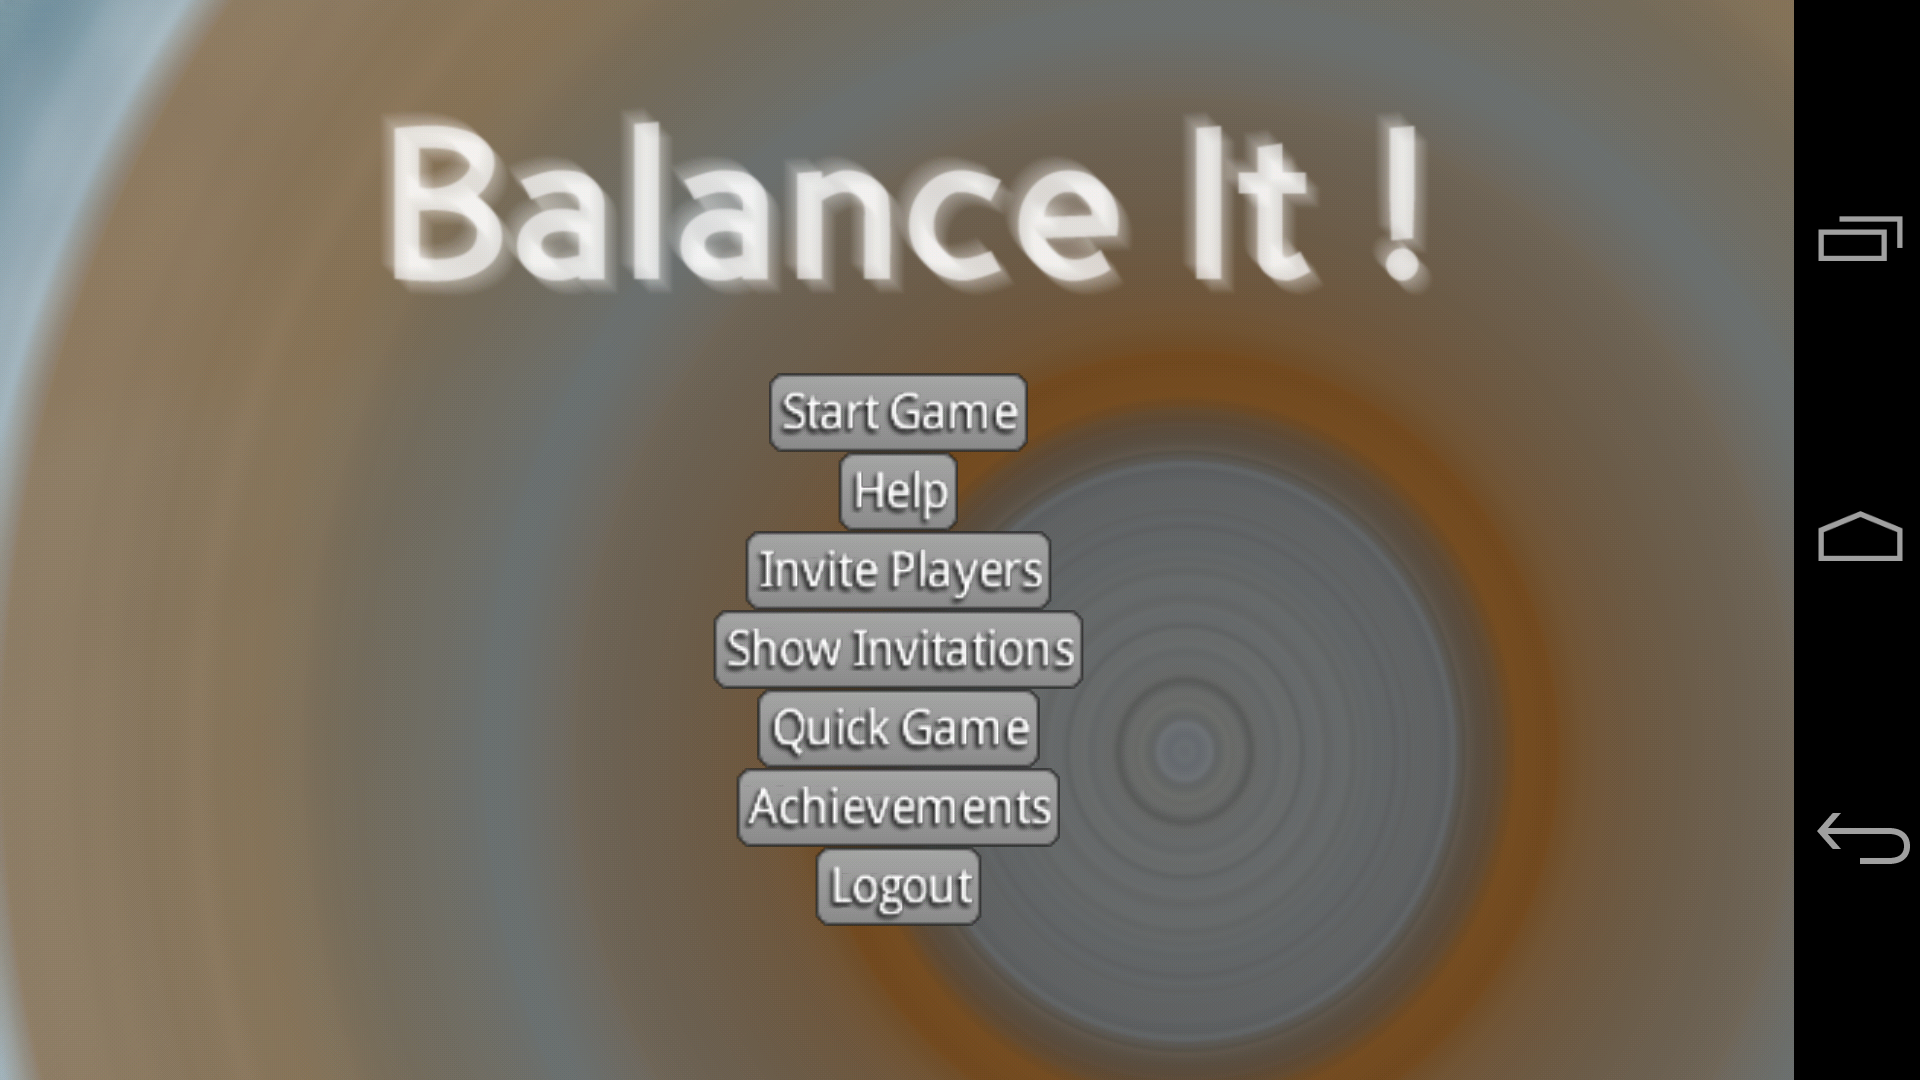 Balance It !
Start Game
Help
Invite Players
Show Invitations
Quick Game
Achievements
Logout